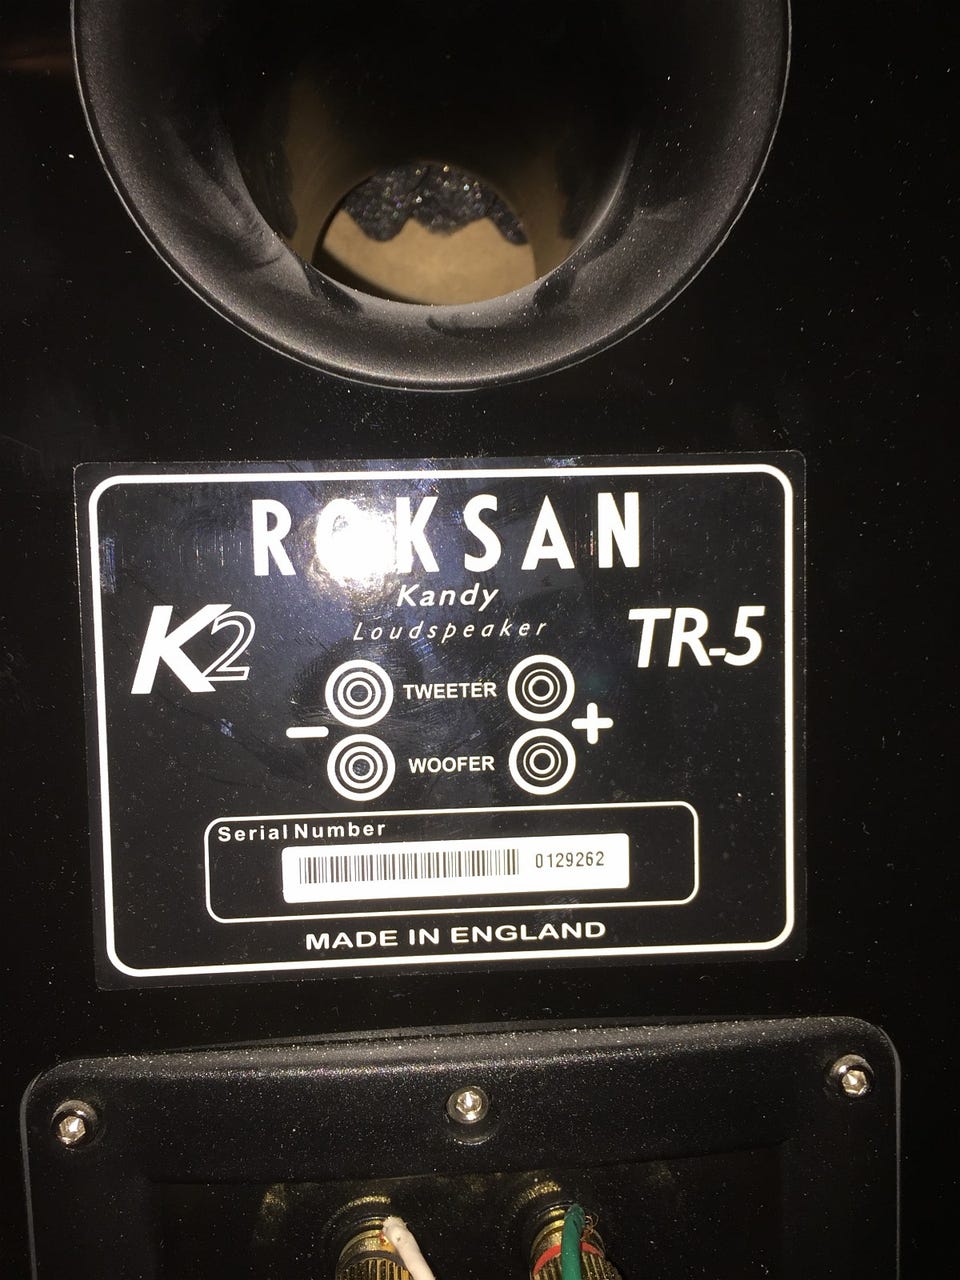 ROKSAN
Kandy
K2
Loudspeaker
TR-5
TWEETER
− +
WOOFER
Serial Number
0129262
MADE IN ENGLAND